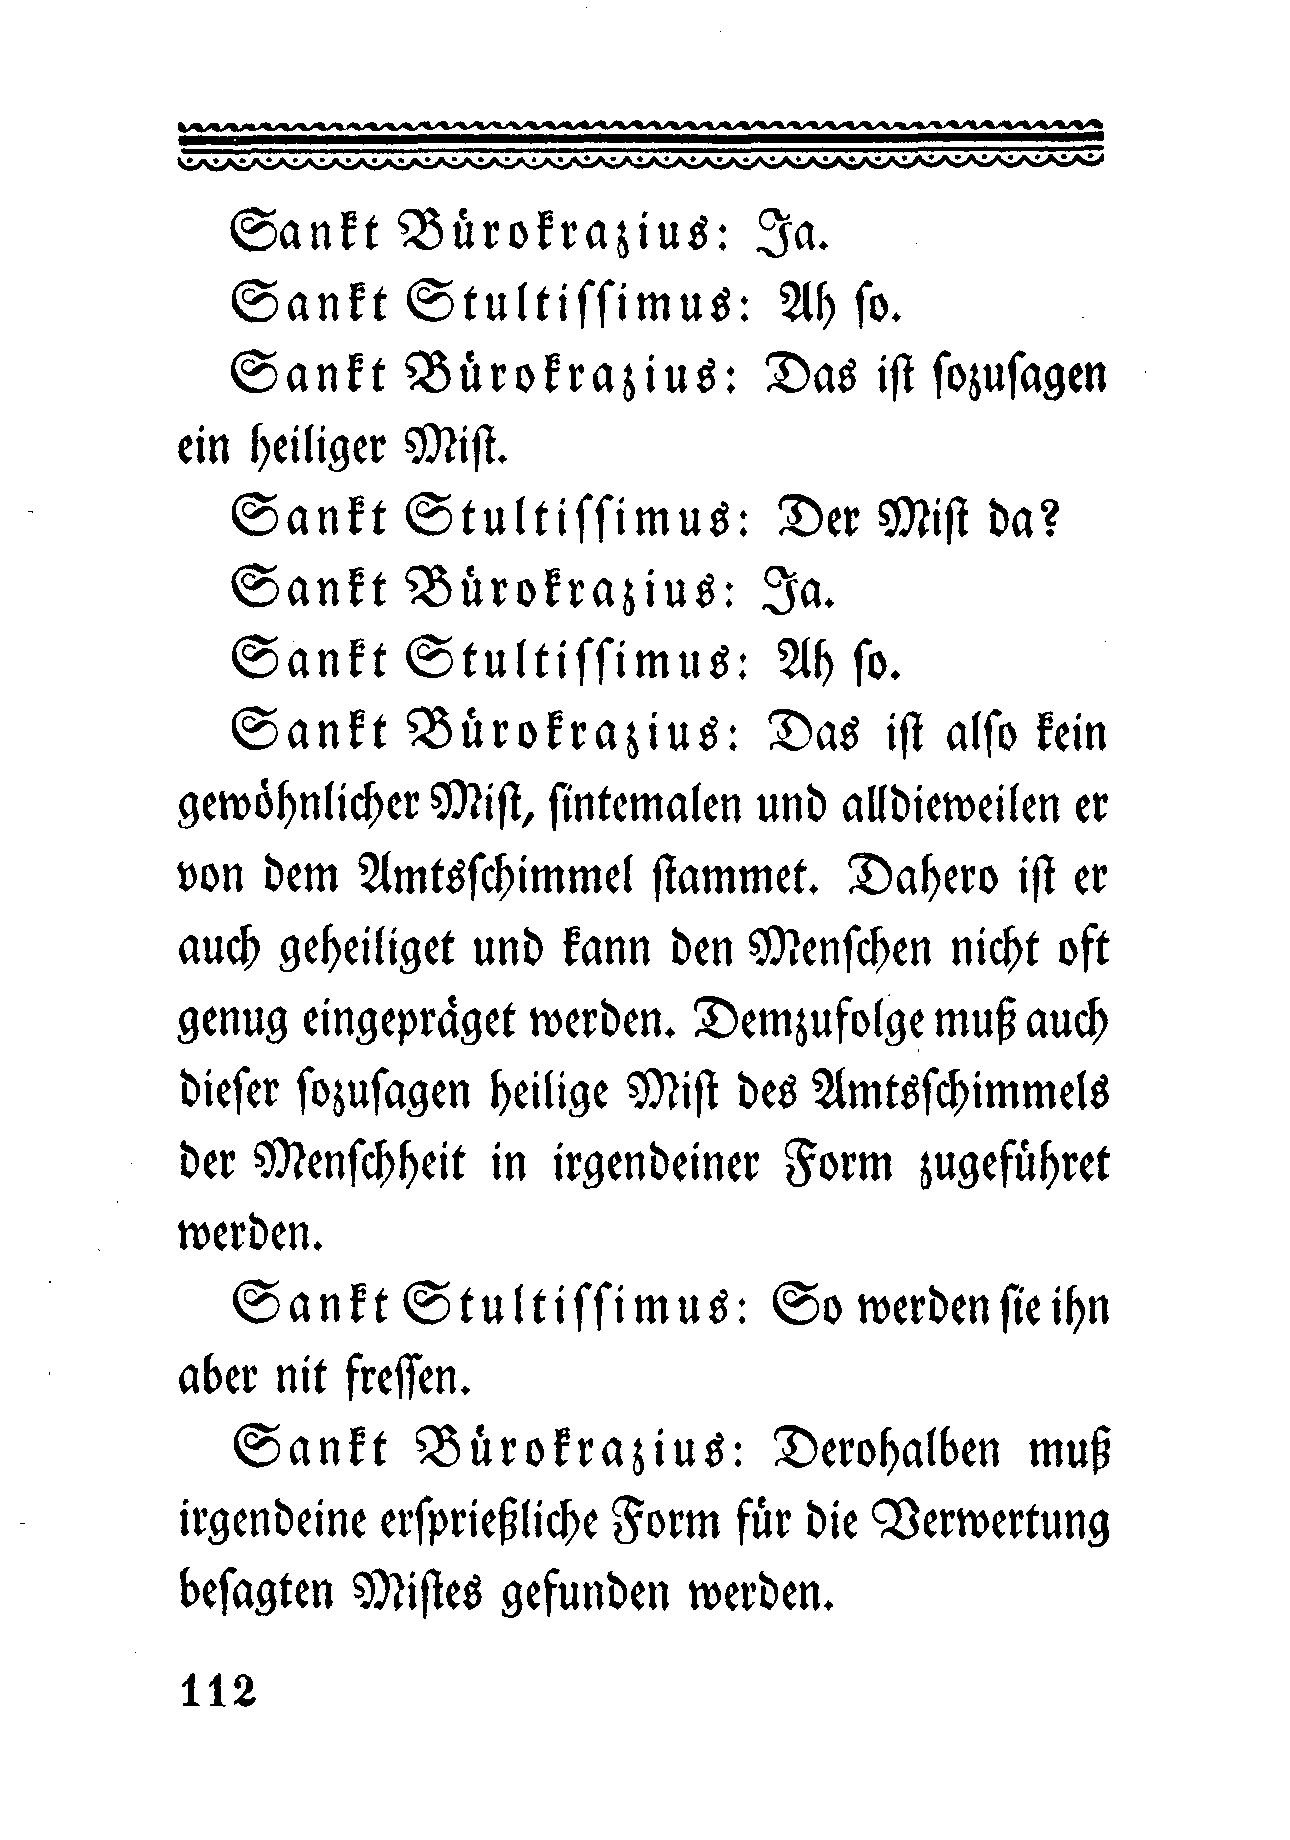 Sankt Bürokrazius: Ja.
Sankt Stultissimus: Ah so.
Sankt Bürokrazius: Das ist sozusagen
ein heiliger Mist.
Sankt Stultissimus: Der Mist da?
Sankt Bürokrazius: Ja.
Sankt Stultissimus: Ah so.
Sankt Bürokrazius: Das ist also kein
gewöhnlicher Mist, sintemalen und alldieweilen er
von dem Amtsschimmel stammet. Dahero ist er
auch geheiliget und kann den Menschen nicht oft
genug eingepräget werden. Demzufolge muß auch
dieser sozusagen heilige Mist des Amtsschimmels
der Menschheit in irgendeiner Form zugeführet
werden.
Sankt Stultissimus: So werden sie ihn
aber nit fressen.
Sankt Bürokrazius: Derohalben muß
irgendeine ersprießliche Form für die Verwertung
besagten Mistes gefunden werden.
112